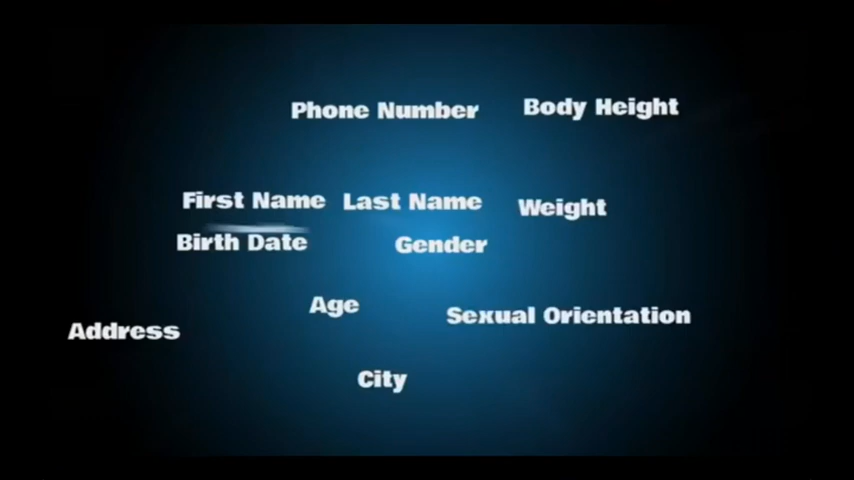 Phone Number
Body Height
First Name
Last Name
Weight
Birth Date
Gender
Age
Sexual Orientation
Address
City